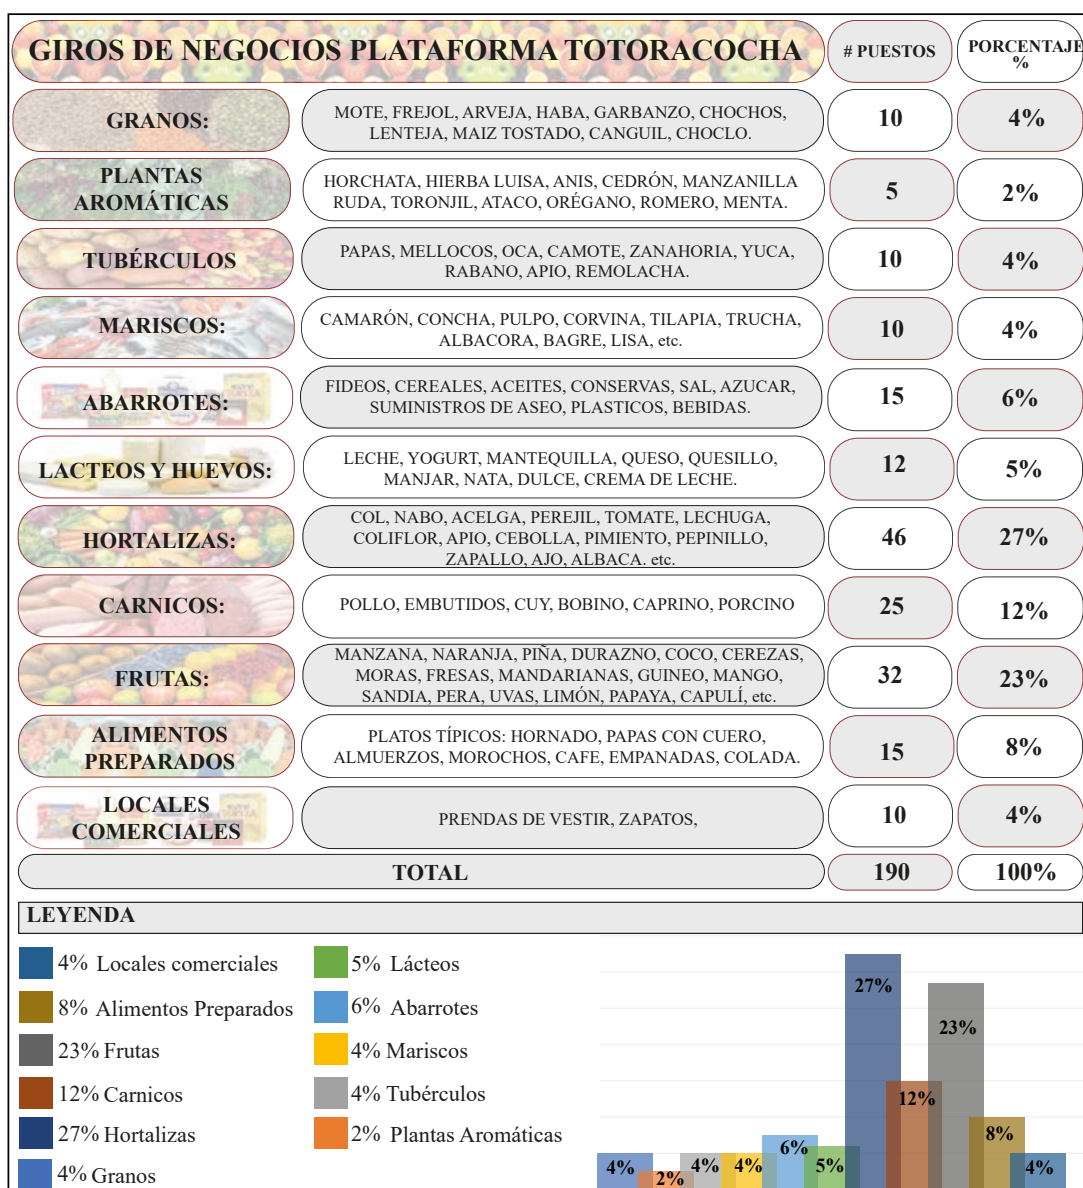 GIROS DE NEGOCIOS PLATAFORMA TOTORACOCHA
# PUESTOS
PORCENTAJE
%
GRANOS:
MOTE, FREJOL, ARVEJA, HABA, GARBANZO, CHOCHOS,
LENTEJA, MAIZ TOSTADO, CANGUIL, CHOCLO.
10
4%
PLANTAS
AROMÁTICAS
HORCHATA, HIERBA LUISA, ANIS, CEDRÓN, MANZANILLA
RUDA, TORONJIL, ATACO, ORÉGANO, ROMERO, MENTA.
5
2%
TUBÉRCULOS
PAPAS, MELLOCOS, OCA, CAMOTE, ZANAHORIA, YUCA,
RABANO, APIO, REMOLACHA.
10
4%
MARISCOS:
CAMARÓN, CONCHA, PULPO, CORVINA, TILAPIA, TRUCHA,
ALBACORA, BAGRE, LISA, etc.
10
4%
ABARROTES:
FIDEOS, CEREALES, ACEITES, CONSERVAS, SAL, AZUCAR,
SUMINISTROS DE ASEO, PLASTICOS, BEBIDAS.
15
6%
LACTEOS Y HUEVOS:
LECHE, YOGURT, MANTEQUILLA, QUESO, QUESILLO,
MANJAR, NATA, DULCE, CREMA DE LECHE.
12
5%
HORTALIZAS:
COL, NABO, ACELGA, PEREJIL, TOMATE, LECHUGA,
COLIFLOR, APIO, CEBOLLA, PIMIENTO, PEPINILLO,
ZAPALLO, AJO, ALBACA. etc.
46
27%
CARNICOS:
POLLO, EMBUTIDOS, CUY, BOBINO, CAPRINO, PORCINO
25
12%
FRUTAS:
MANZANA, NARANJA, PIÑA, DURAZNO, COCO, CEREZAS,
MORAS, FRESAS, MANDARIANAS, GUINEO, MANGO,
SANDIA, PERA, UVAS, LIMÓN, PAPAYA, CAPULÍ, etc.
32
23%
ALIMENTOS
PREPARADOS
PLATOS TÍPICOS: HORNADO, PAPAS CON CUERO,
ALMUERZOS, MOROCHOS, CAFE, EMPANADAS, COLADA.
15
8%
LOCALES
COMERCIALES
PRENDAS DE VESTIR, ZAPATOS,
10
4%
TOTAL
190
100%
LEYENDA
4% Locales comerciales
8% Alimentos Preparados
23% Frutas
12% Carnicos
27% Hortalizas
4% Granos
5% Lácteos
6% Abarrotes
4% Mariscos
4% Tubérculos
2% Plantas Aromáticas
4%
2%
4%
4%
6%
5%
27%
12%
23%
8%
4%